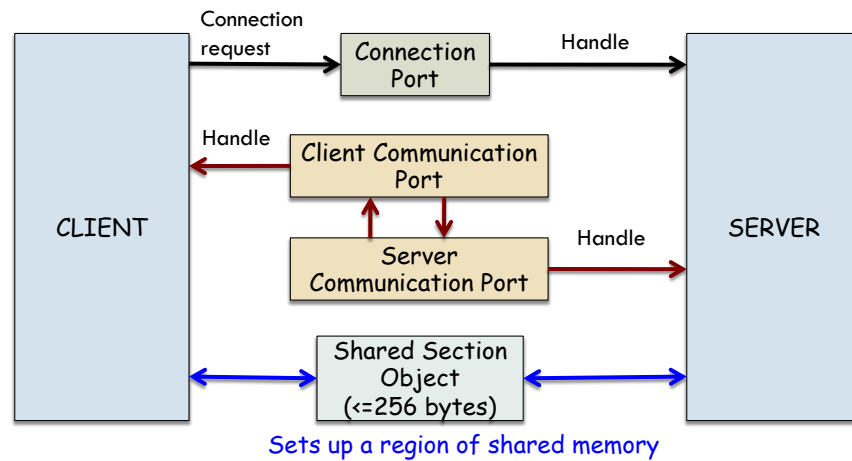 Connection
request
Connection
Port
Handle
Handle
Client Communication
Port
CLIENT
SERVER
Server
Communication Port
Handle
Shared Section
Object
(<=256 bytes)
Sets up a region of shared memory